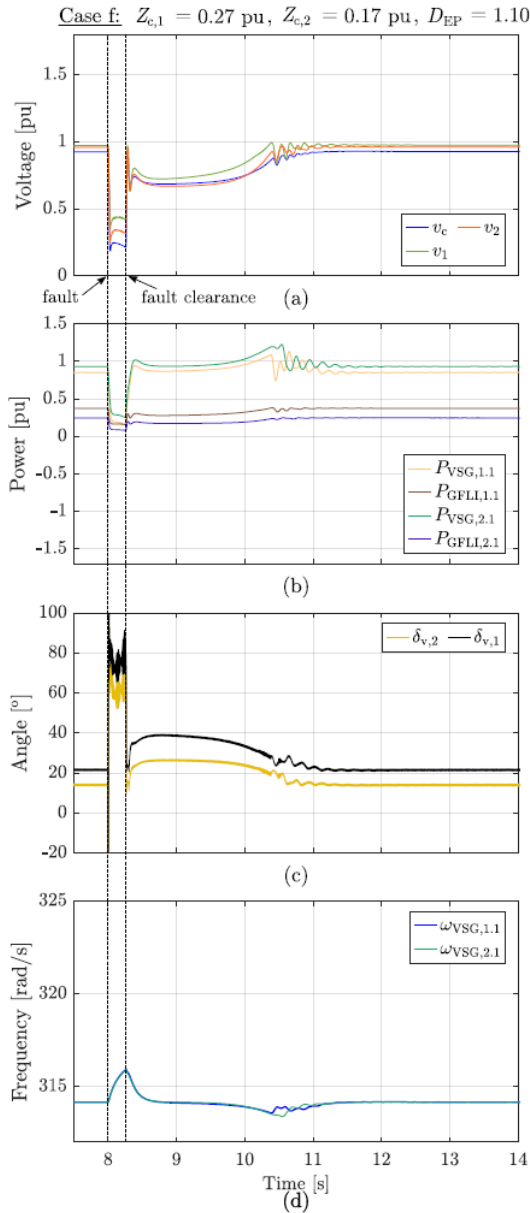 Case f: Z_c,1 = 0.27 pu, Z_c,2 = 0.17 pu, D_EP = 1.10
Voltage [pu]
1.5
1
0.5
0
v_c v_2
v_1
fault
fault clearance
(a)
Power [pu]
1.5
1
0.5
0
-0.5
-1
-1.5
P_VSG,1.1
P_GFLI,1.1
P_VSG,2.1
P_GFLI,2.1
(b)
Angle [°]
100
80
60
40
20
0
-20
δ_v,2 δ_v,1
(c)
Frequency [rad/s]
325
320
315
ω_VSG,1.1
ω_VSG,2.1
8 9 10 11 12 13 14
Time [s]
(d)